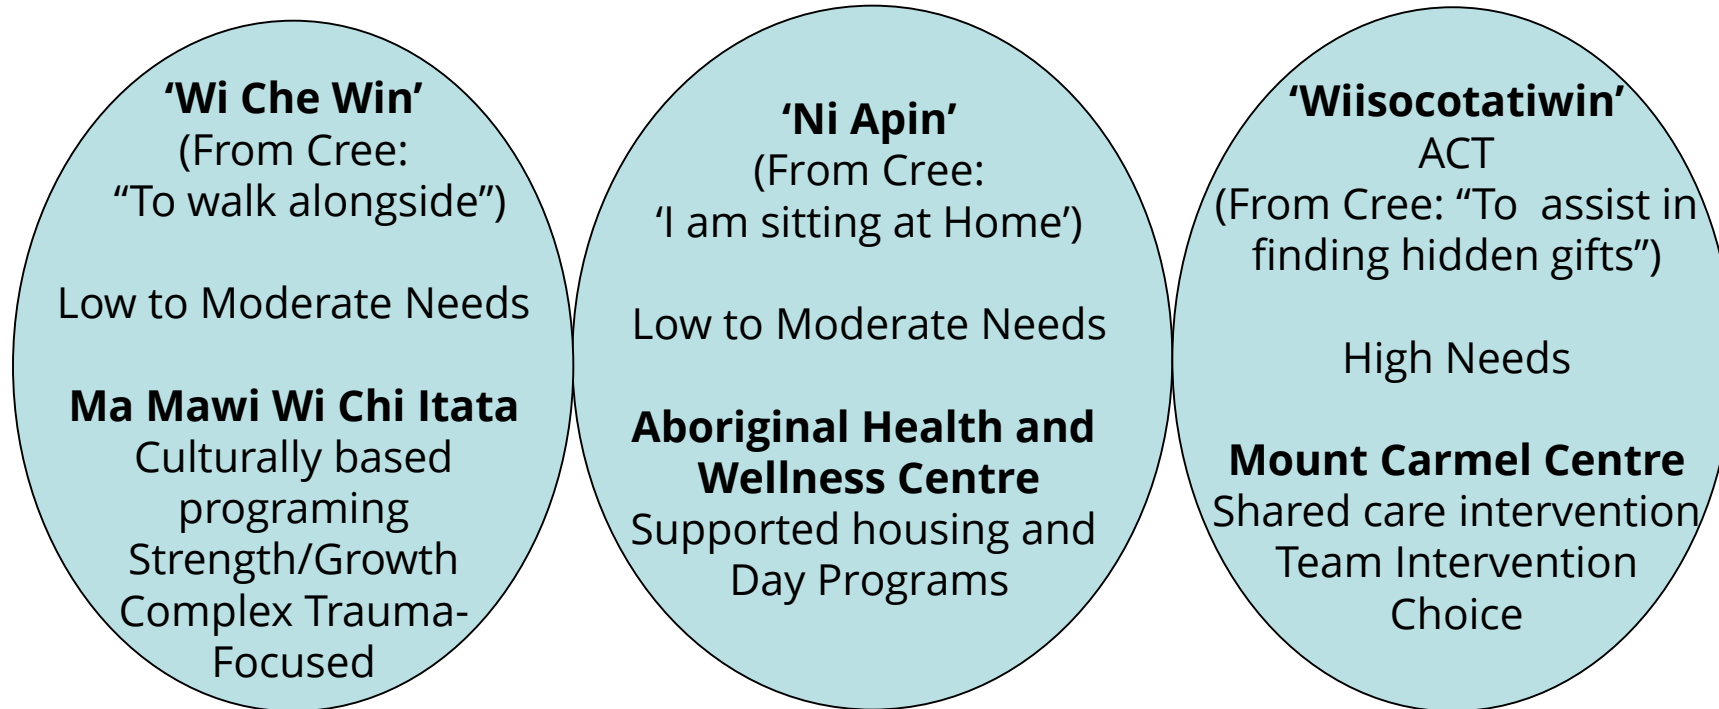 ‘Wi Che Win’
(From Cree:
“To walk alongside”)
Low to Moderate Needs
Ma Mawi Wi Chi Itata
Culturally based
programing
Strength/Growth
Complex Trauma-
Focused
‘Ni Apin’
(From Cree:
‘I am sitting at Home’)
Low to Moderate Needs
Aboriginal Health and
Wellness Centre
Supported housing and
Day Programs
‘Wiisocotatiwin’
ACT
(From Cree: “To  assist in
finding hidden gifts”)
High Needs
Mount Carmel Centre
Shared care intervention
Team Intervention
Choice